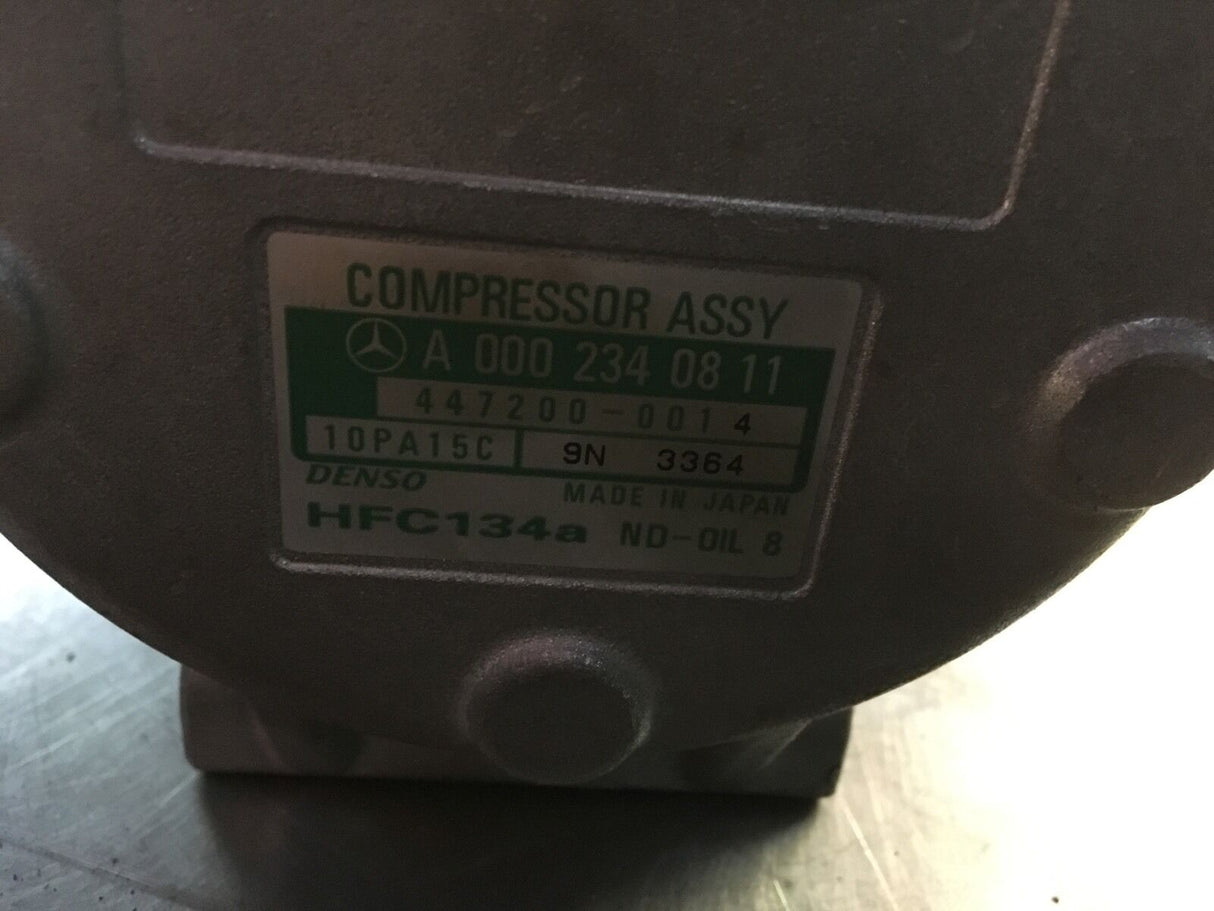 COMPRESSOR ASSY
A 000 234 08 11
447200-0014
10PA15C 9N 3364
DENSO MADE IN JAPAN
HFC134a ND-OIL 8